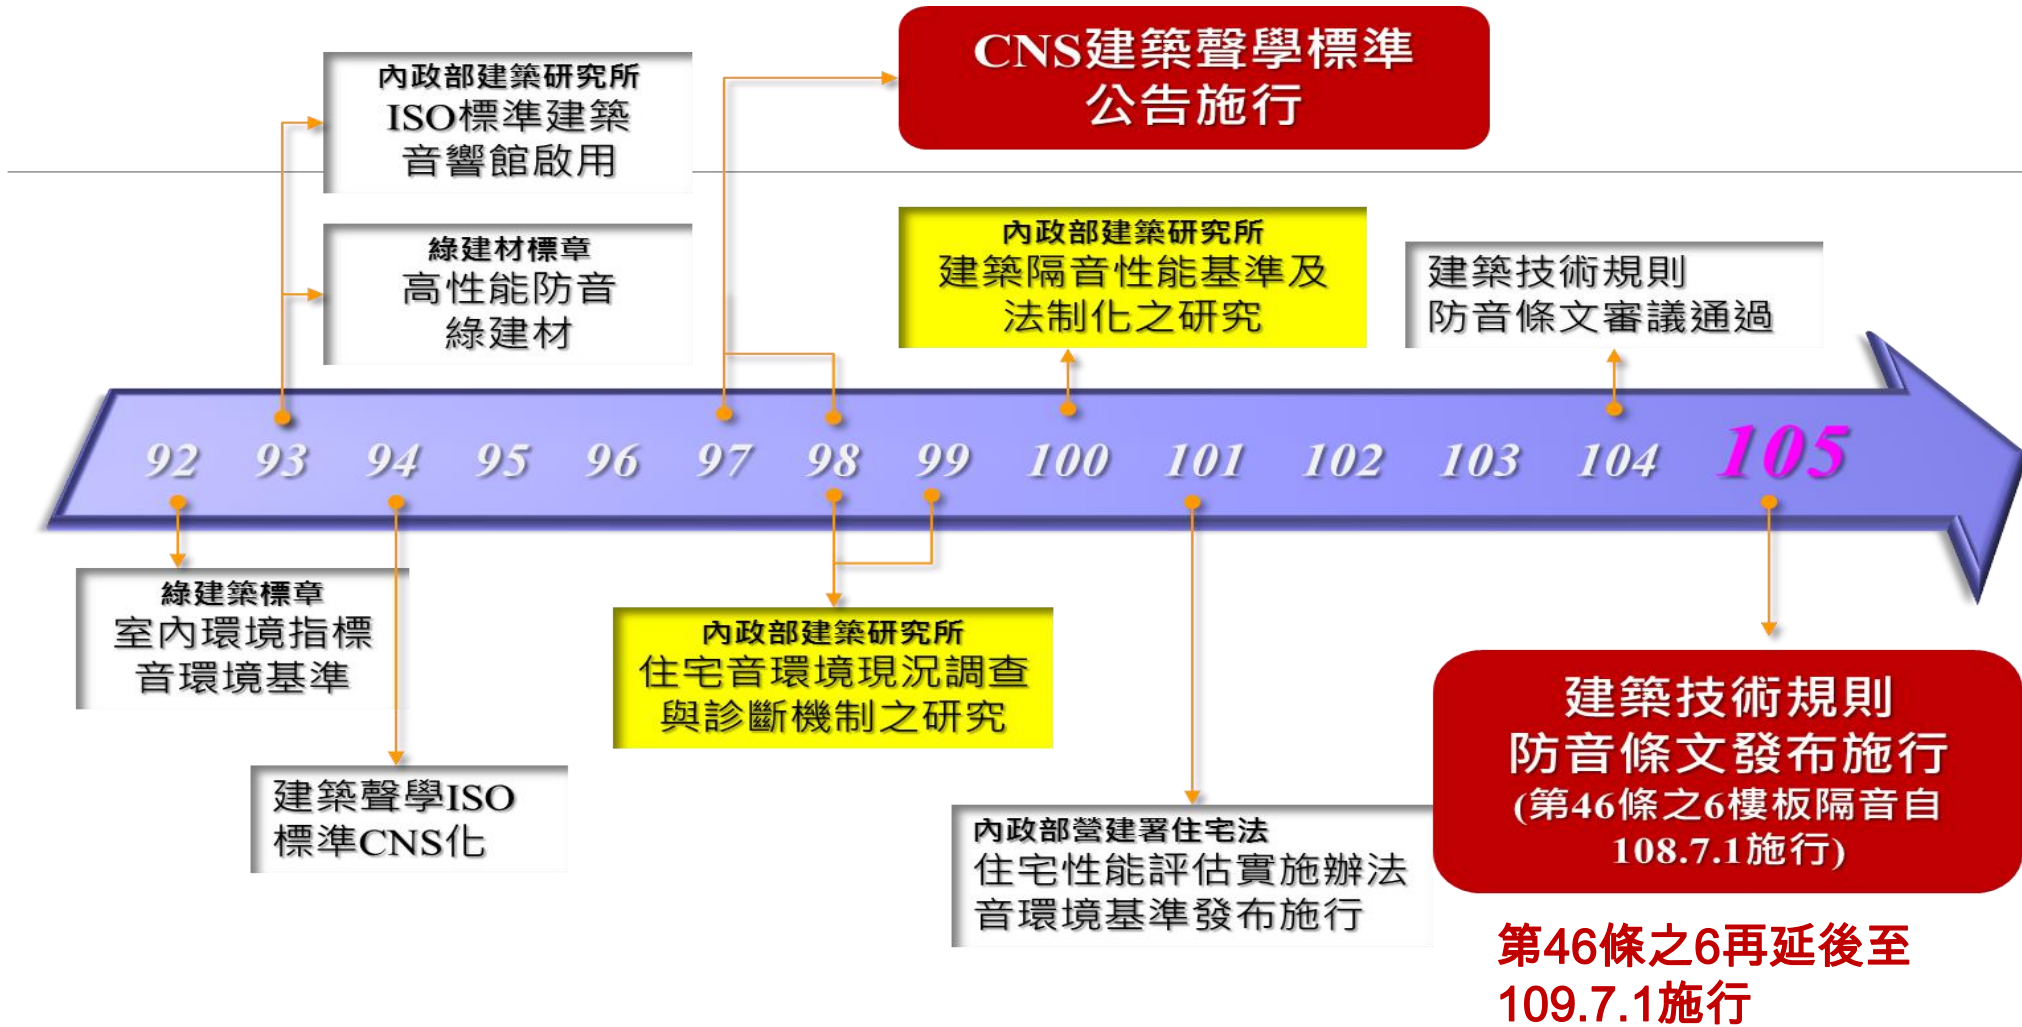 CNS建築聲學標準
公告施行
內政部建築研究所
ISO標準建築
音響館啟用
綠建材標章
高性能防音
綠建材
內政部建築研究所
建築隔音性能基準及
法制化之研究
建築技術規則
防音條文審議通過
92 93 94 95 96 97 98 99 100 101 102 103 104 105
綠建築標章
室內環境指標
音環境基準
建築聲學ISO
標準CNS化
內政部建築研究所
住宅音環境現況調查
與診斷機制之研究
內政部營建署住宅法
住宅性能評估實施辦法
音環境基準發布施行
建築技術規則
防音條文發布施行
(第46條之6樓板隔音自
108.7.1施行)
第46條之6再延後至
109.7.1施行